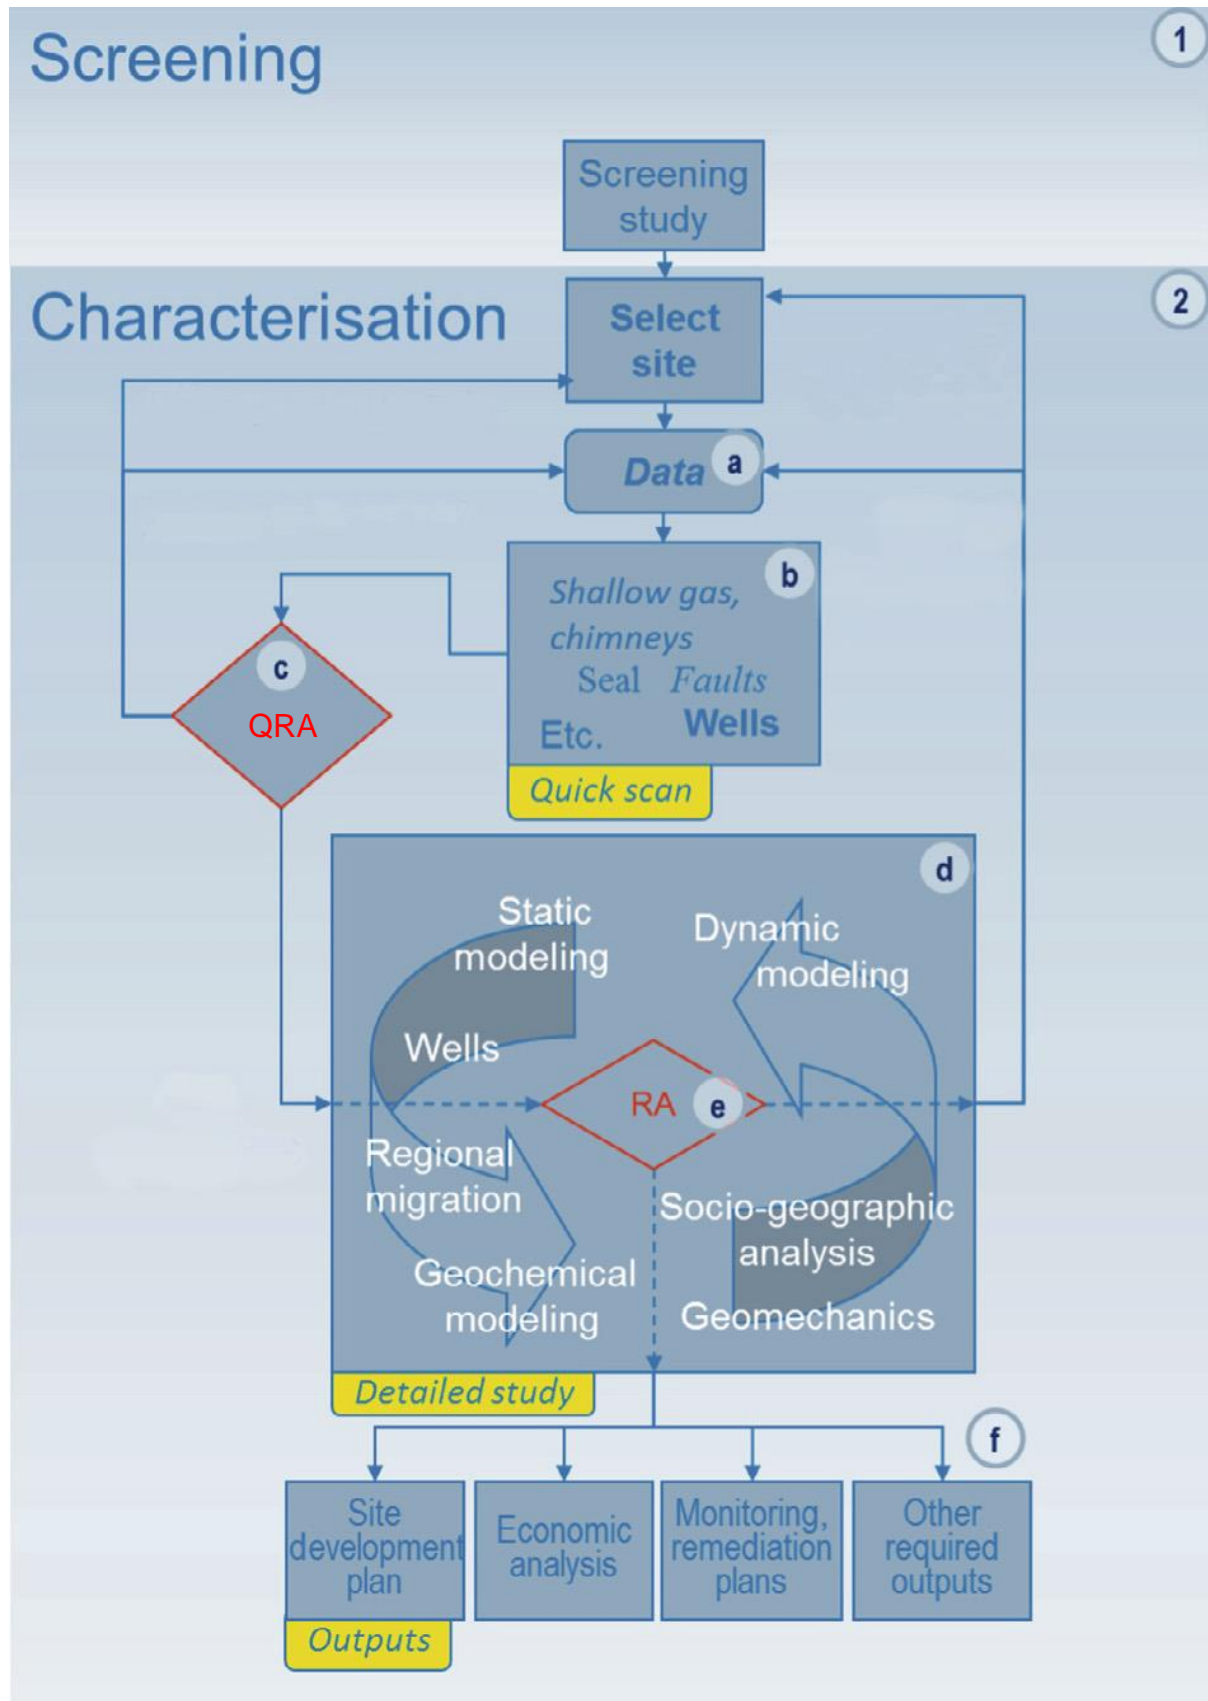 Screening
1
Screening
study
Characterisation
2
Select
site
Data
a
b
Shallow gas,
chimneys
Seal Faults
Wells
Etc.
Quick scan
c
QRA
d
Static
modeling
Dynamic
modeling
Wells
RA
e
Regional
migration
Socio-geographic
analysis
Geochemical
modeling
Geomechanics
Detailed study
f
Site
development
plan
Economic
analysis
Monitoring,
remediation
plans
Other
required
outputs
Outputs